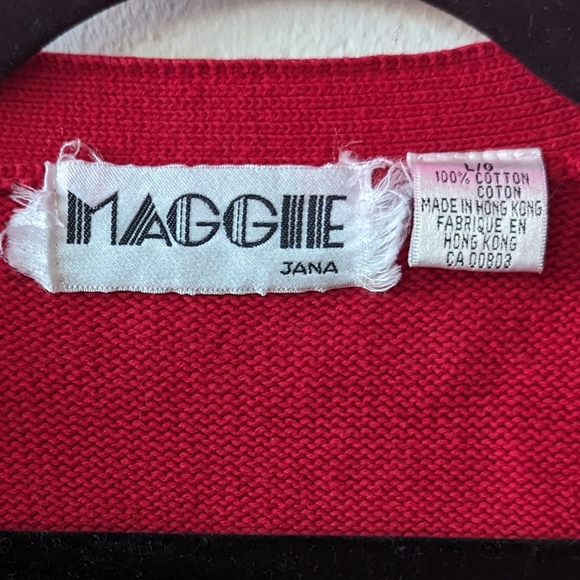 MAGGIE
JANA
L/G
100% COTTON
COTON
MADE IN HONG KONG
FABRIQUE EN
HONG KONG
CA 00803